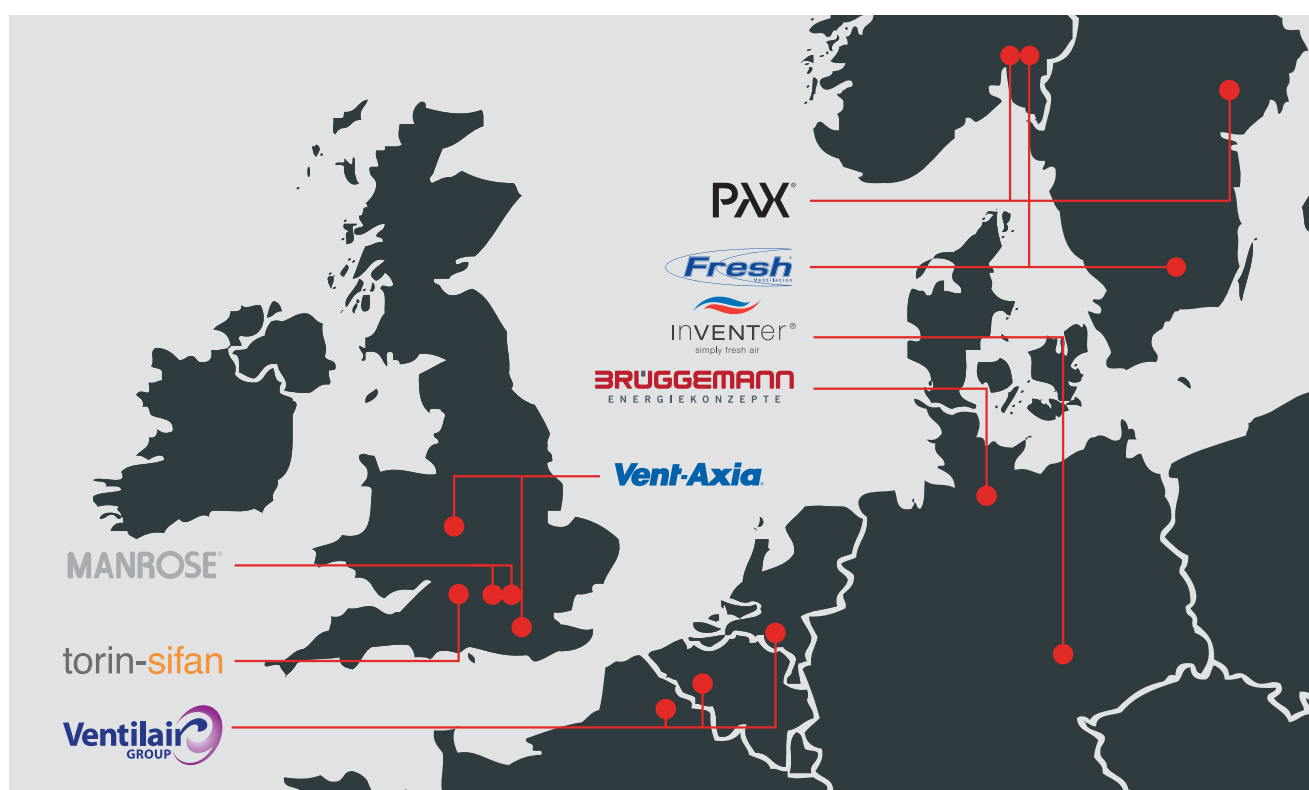 PAX®
Fresh®
Ventilation
inVENTer®
simply fresh air
BRÜGGEMANN
ENERGIEKONZEPTE
Vent-Axia®
MANROSE®
torin-sifan
Ventilair
GROUP